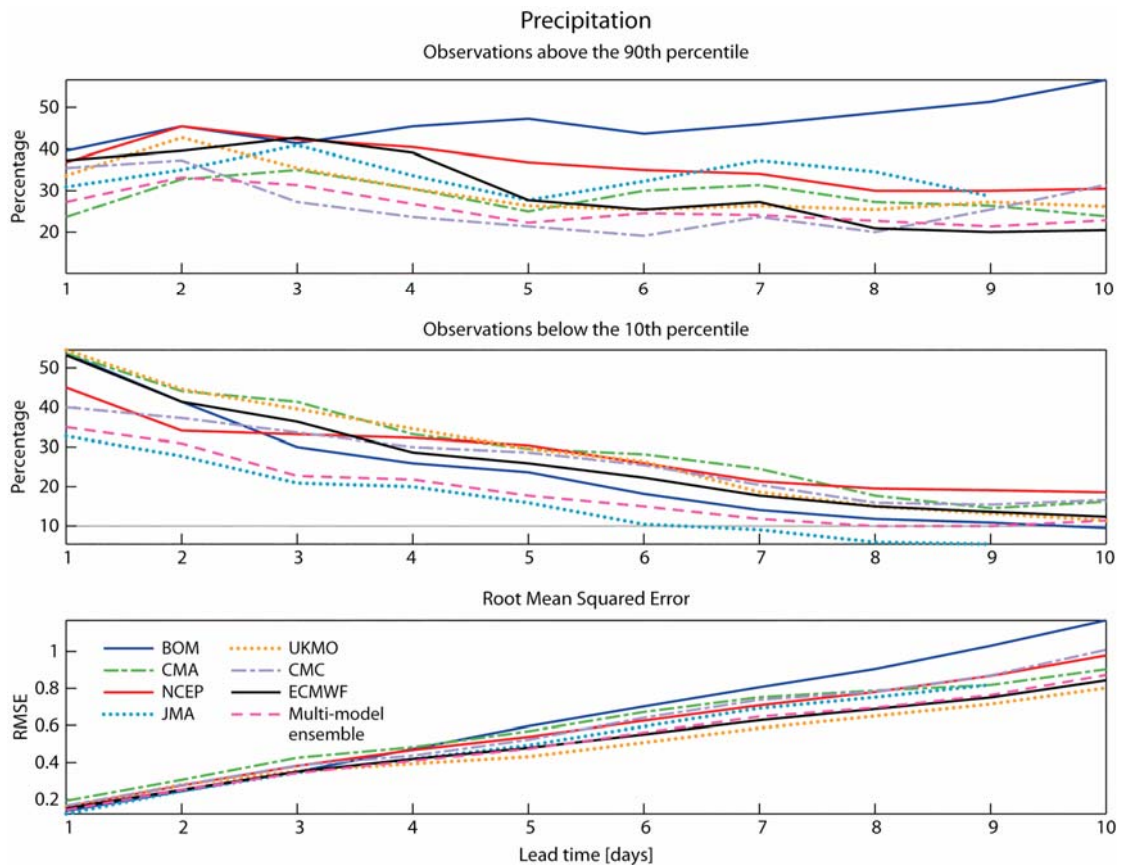 Precipitation
Observations above the 90th percentile
Percentage
50
40
30
20
1 2 3 4 5 6 7 8 9 10
Observations below the 10th percentile
Percentage
50
40
30
20
10
1 2 3 4 5 6 7 8 9 10
Root Mean Squared Error
RMSE
1
0.8
0.6
0.4
0.2
BOM UKMO
CMA CMC
NCEP ECMWF
JMA Multi-model
ensemble
1 2 3 4 5 6 7 8 9 10
Lead time [days]